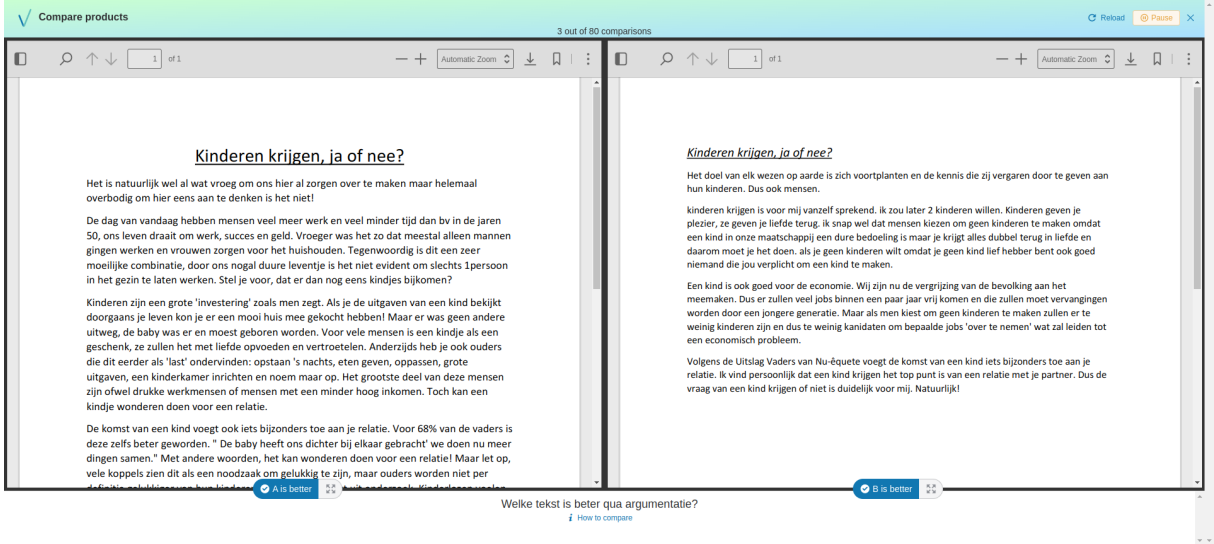 Compare products
Reload
Pause
3 out of 80 comparisons
1 of 1
Automatic Zoom
Kinderen krijgen, ja of nee?
Het is natuurlijk wel al wat vroeg om ons hier al zorgen over te maken maar helemaal
overbodig om hier eens aan te denken is het niet!
De dag van vandaag hebben mensen veel meer werk en veel minder tijd dan bv in de jaren
50, ons leven draait om werk, succes en geld. Vroeger was het zo dat meestal alleen mannen
gingen werken en vrouwen zorgen voor het huishouden. Tegenwoordig is dit een zeer
moeilijke combinatie, door ons nogal duure leventje is het niet evident om slechts 1persoon
in het gezin te laten werken. Stel je voor, dat er dan nog eens kindjes bijkomen?
Kinderen zijn een grote 'investering' zoals men zegt. Als je de uitgaven van een kind bekijkt
doorgaans je leven kon je er een mooi huis mee gekocht hebben! Maar er was geen andere
uitweg, de baby was er en moest geboren worden. Voor vele mensen is een kindje als een
geschenk, ze zullen het met liefde opvoeden en vertroetelen. Anderzijds heb je ook ouders
die dit eerder als 'last' ondervinden: opstaan 's nachts, eten geven, oppassen, grote
uitgaven, een kinderkamer inrichten en noem maar op. Het grootste deel van deze mensen
zijn ofwel drukke werkmensen of mensen met een minder hoog inkomen. Toch kan een
kindje wonderen doen voor een relatie.
De komst van een kind voegt ook iets bijzonders toe aan je relatie. Voor 68% van de vaders is
deze zelfs beter geworden. " De baby heeft ons dichter bij elkaar gebracht' we doen nu meer
dingen samen." Met andere woorden, het kan wonderen doen voor een relatie! Maar let op,
vele koppels zien dit als een noodzaak om gelukkig te zijn, maar ouders worden niet per
A is better
1 of 1
Automatic Zoom
Kinderen krijgen, ja of nee?
Het doel van elk wezen op aarde is zich voortplanten en de kennis die zij vergaren door te geven aan
hun kinderen. Dus ook mensen.
kinderen krijgen is voor mij vanzelf sprekend. ik zou later 2 kinderen willen. Kinderen geven je
plezier, ze geven je liefde terug. ik snap wel dat mensen kiezen om geen kinderen te maken omdat
een kind in onze maatschappij een dure bedoeling is maar je krijgt alles dubbel terug in liefde en
daarom moet je het doen. als je geen kinderen wilt omdat je geen kind lief hebber bent ook goed
niemand die jou verplicht om een kind te maken.
Een kind is ook goed voor de economie. Wij zijn nu de vergrijzing van de bevolking aan het
meemaken. Dus er zullen veel jobs binnen een paar jaar vrij komen en die zullen moet vervangingen
worden door een jongere generatie. Maar als men kiest om geen kinderen te maken zullen er te
weinig kinderen zijn en dus te weinig kanidaten om bepaalde jobs 'over te nemen' wat zal leiden tot
een economisch probleem.
Volgens de Uitslag Vaders van Nu-êquete voegt de komst van een kind iets bijzonders toe aan je
relatie. Ik vind persoonlijk dat een kind krijgen het top punt is van een relatie met je partner. Dus de
vraag van een kind krijgen of niet is duidelijk voor mij. Natuurlijk!
B is better
Welke tekst is beter qua argumentatie?
How to compare